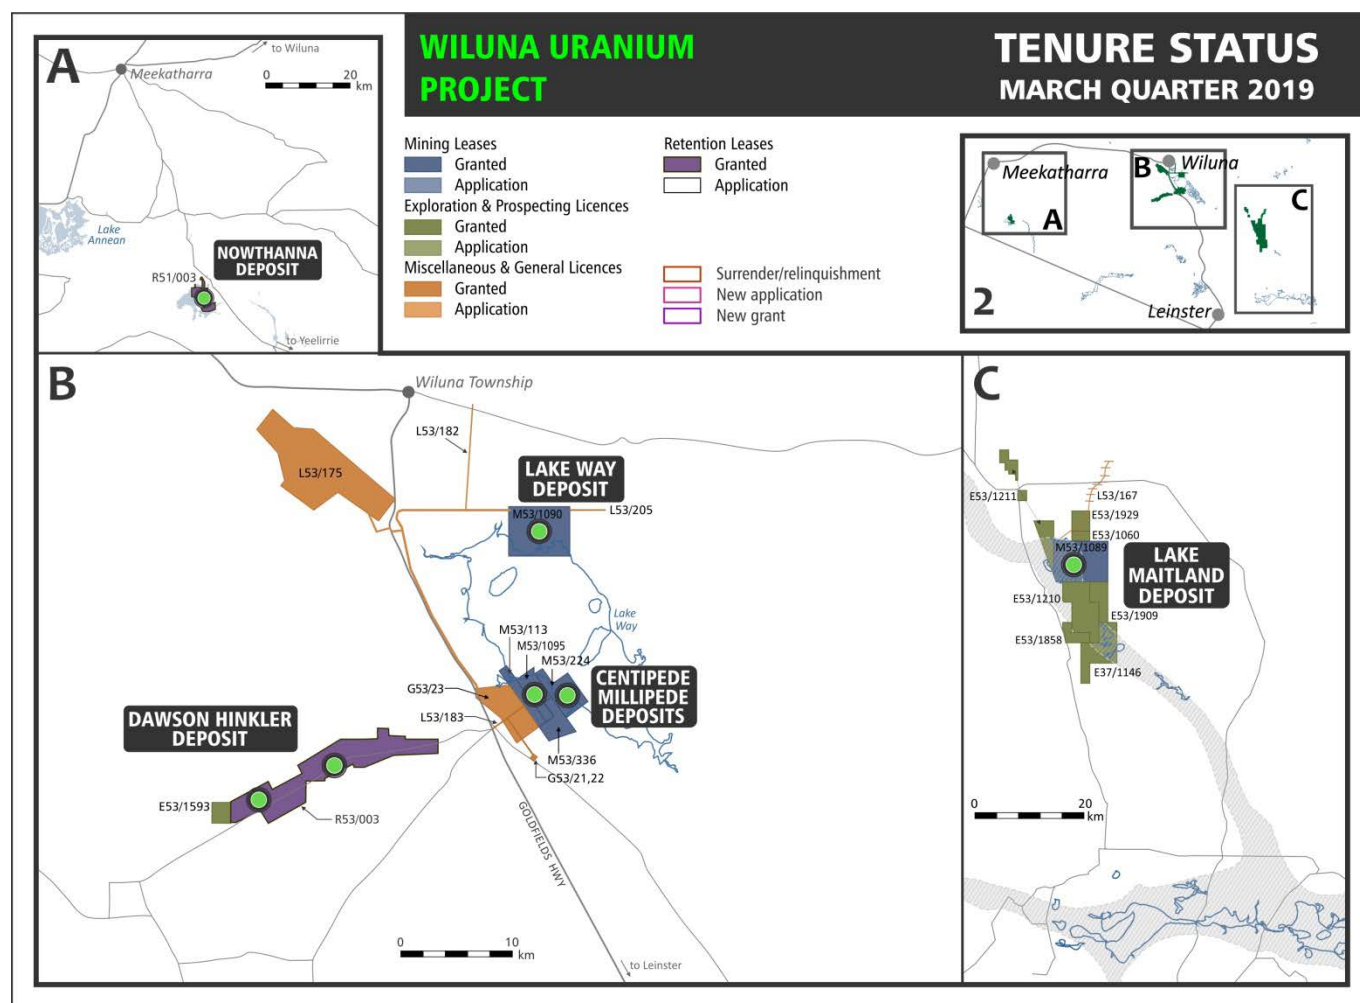 WILUNA URANIUM
PROJECT
TENURE STATUS
MARCH QUARTER 2019
A
to Wiluna
Meekatharra
0 20
km
Lake
Annean
NOWTHANNA
DEPOSIT
R51/003
to Yeelirrie
Mining Leases
Granted
Application
Exploration & Prospecting Licences
Granted
Application
Miscellaneous & General Licences
Granted
Application
Retention Leases
Granted
Application
Surrender/relinquishment
New application
New grant
Meekatharra
B
Wiluna
C
A
2
Leinster
B
Wiluna Township
L53/182
L53/175
LAKE WAY
DEPOSIT
M53/1090
L53/205
Lake
Way
M53/113
M53/1095
M53/224
G53/23
CENTIPEDE
MILLIPEDE
DEPOSITS
L53/183
DAWSON HINKLER
DEPOSIT
M53/336
G53/21,22
E53/1593
R53/003
GOLDFIELDS HWY
0 10
km
to Leinster
C
E53/1211
L53/167
E53/1929
E53/1060
M53/1089
LAKE
MAITLAND
DEPOSIT
E53/1210
E53/1909
E53/1858
E37/1146
0 20
km